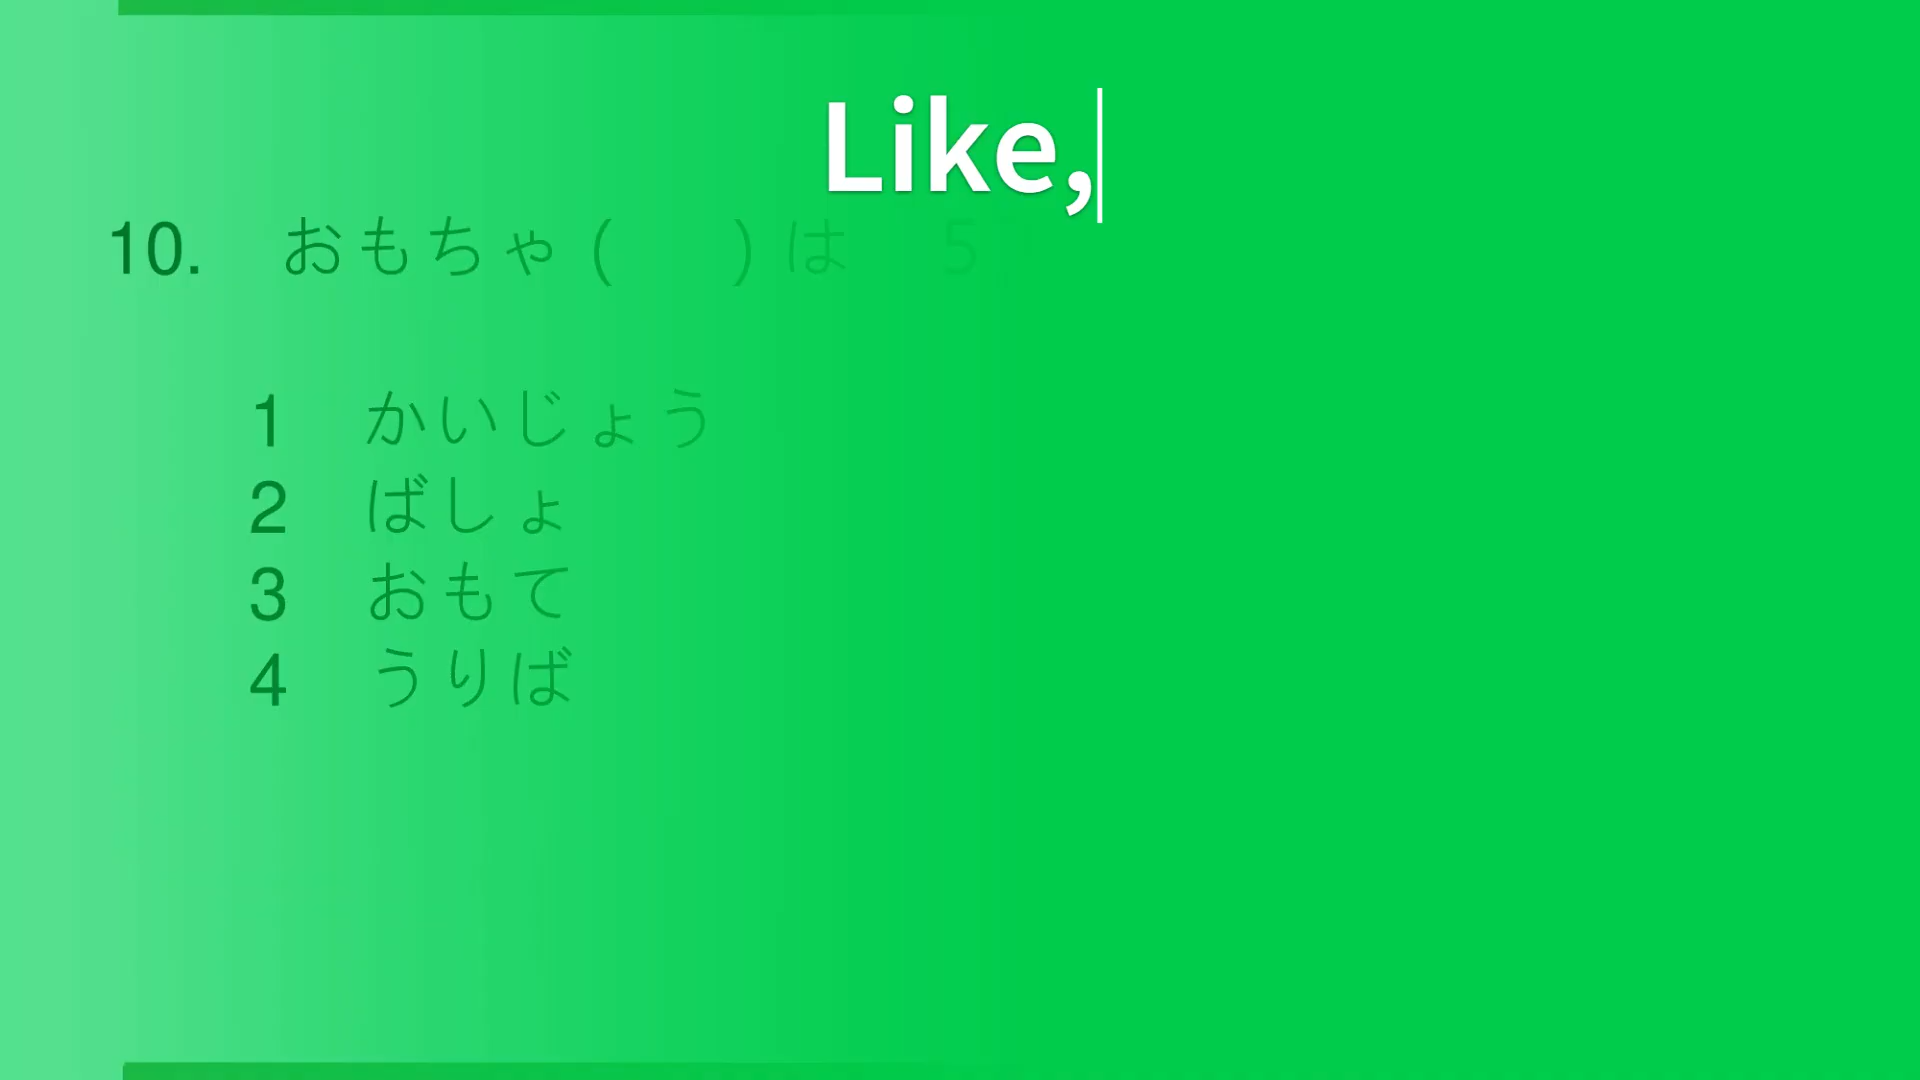 Like,
10. おもちゃ(　　)は　5
1 かいじょう
2 ばしょ
3 おもて
4 うりば